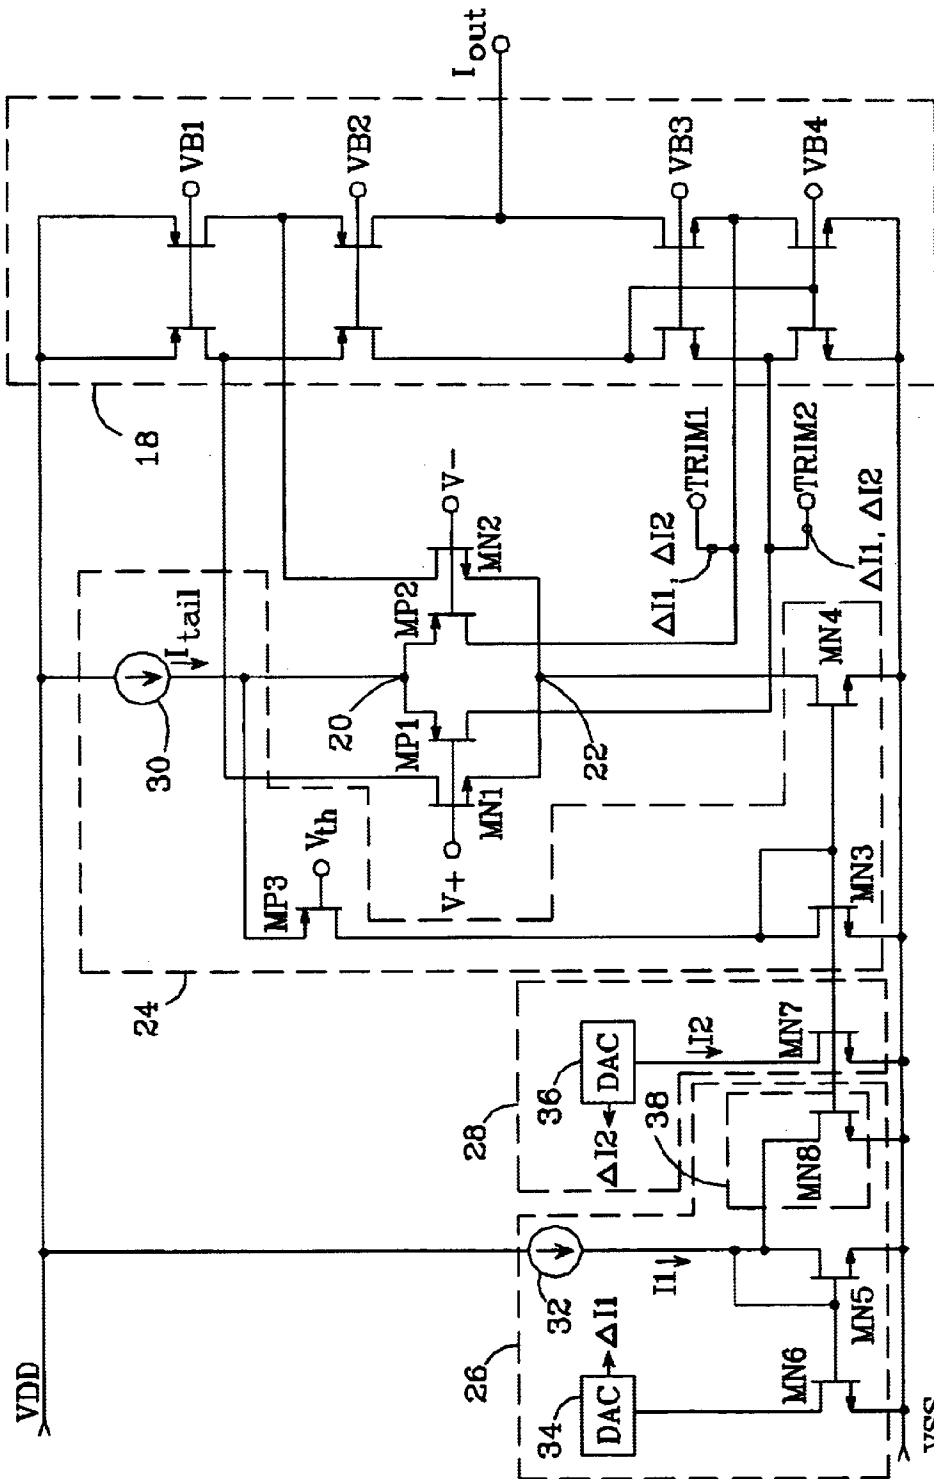 VDD
VSS
26
34
DAC
ΔI1
MN6
MN5
32
I1
28
36
DAC
ΔI2
I2
38
MN8
MN7
24
MP3
Vth
MN3
30
Itail
20
MP1
MP2
V+
MN1
22
MN2
V-
MN4
TRIM1
ΔI1, ΔI2
TRIM2
ΔI1, ΔI2
18
VB1
VB2
VB3
VB4
Iout